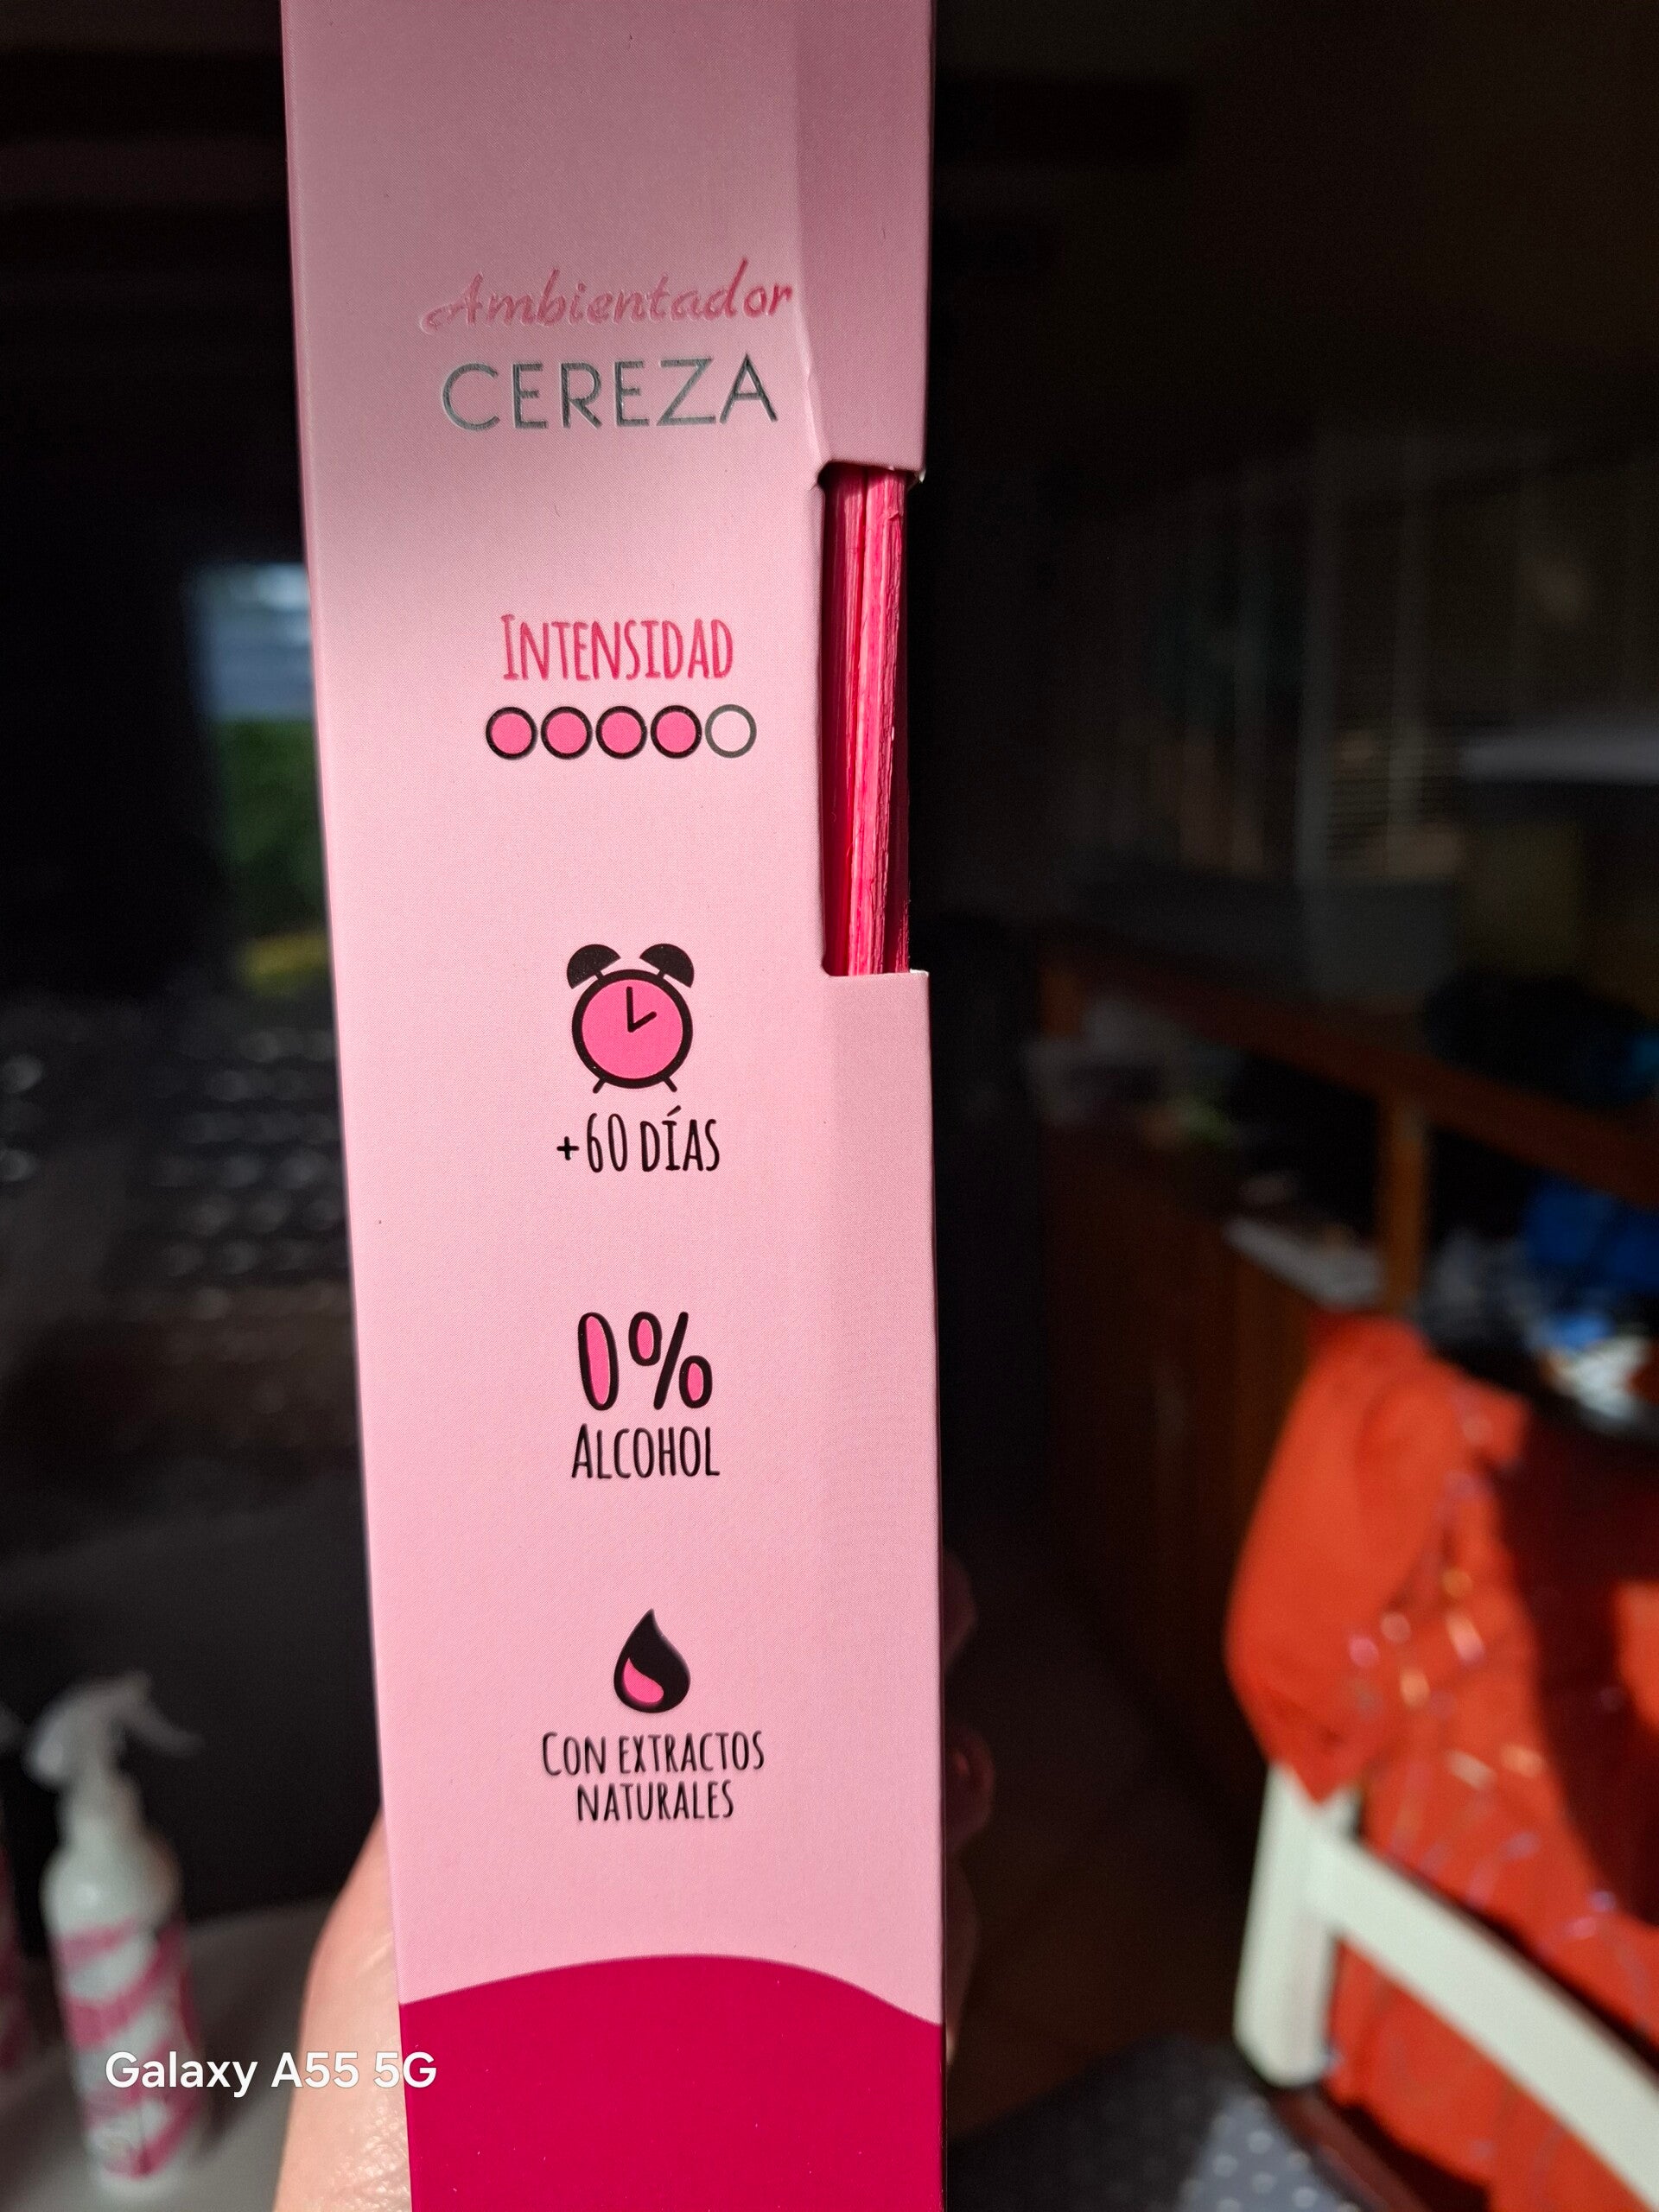 Ambientador
CEREZA
INTENSIDAD
+60 DÍAS
0%
ALCOHOL
CON EXTRACTOS
NATURALES
Galaxy A55 5G